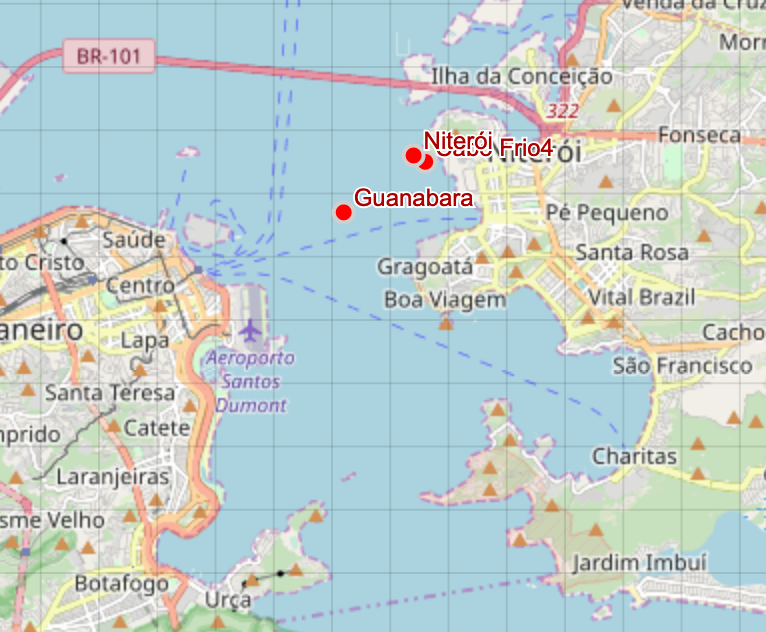 Venda da Cruz
BR-101
Ilha da Conceição
322
Fonseca
Niterói
Cabo Frio4
Niterói
Guanabara
Pé Pequeno
Saúde
Gragoatá
Santa Rosa
to Cristo
Centro
Boa Viagem
Vital Brazil
aneiro
Lapa
Cacho
Aeroporto
Santos
Dumont
São Francisco
Santa Teresa
Catete
mprido
Charitas
Laranjeiras
sme Velho
Jardim Imbuí
Botafogo
Urca